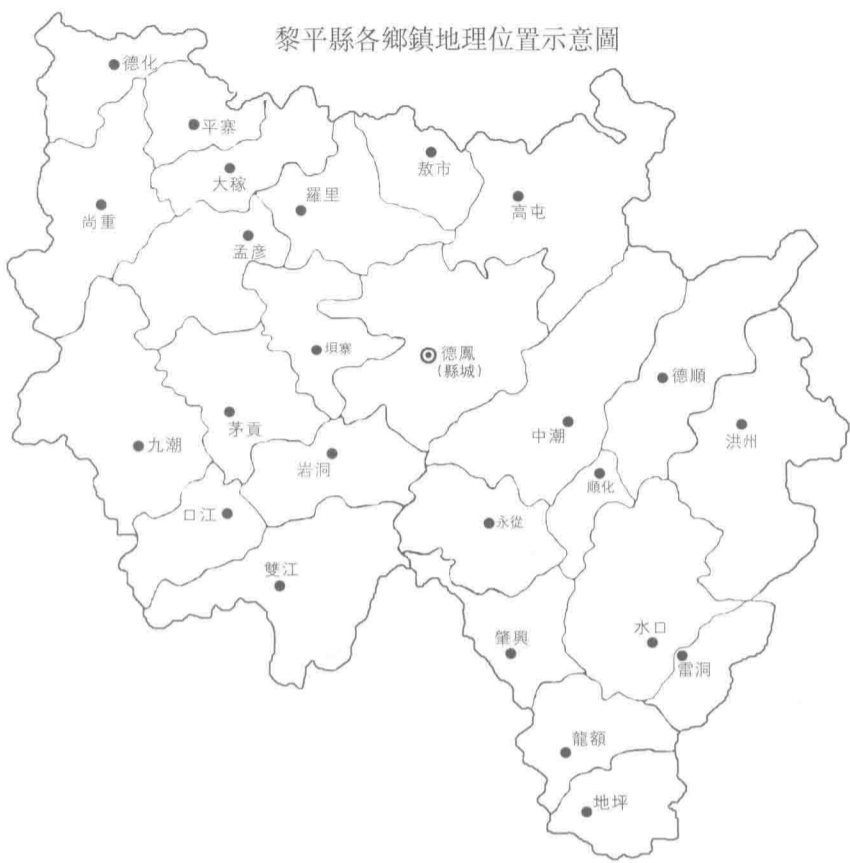 黎平縣各鄉鎮地理位置示意圖
德化
平寨
敖市
大稼
羅里
高屯
尚重
孟彦
垻寨
德鳳
(縣城)
德順
茅貢
中潮
洪州
九潮
岩洞
順化
口江
永從
雙江
水口
肇興
雷洞
龍額
地坪